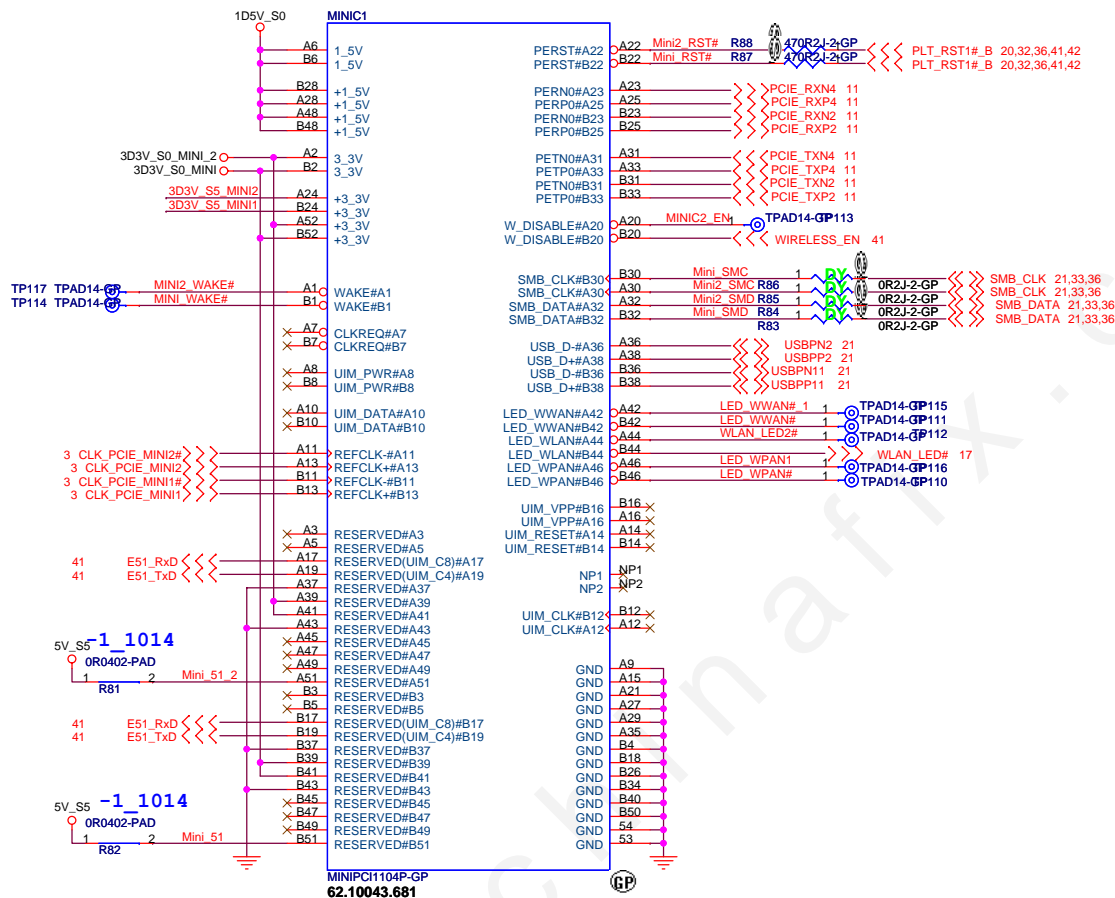 1D5V_S0
MINIC1
A6 1_5V
B6 1_5V
B28 +1_5V
A28 +1_5V
A48 +1_5V
B48 +1_5V
3D3V_S0_MINI_2 A2 3_3V
3D3V_S0_MINI B2 3_3V
3D3V_S5_MINI2 A24 +3_3V
3D3V_S5_MINI1 B24 +3_3V
A52 +3_3V
B52 +3_3V
TP117 TPAD14-GP MINI2_WAKE# A1 WAKE#A1
TP114 TPAD14-GP MINI_WAKE# B1 WAKE#B1
A7 CLKREQ#A7
B7 CLKREQ#B7
A8 UIM_PWR#A8
B8 UIM_PWR#B8
A10 UIM_DATA#A10
B10 UIM_DATA#B10
3 CLK_PCIE_MINI2# A11 REFCLK-#A11
3 CLK_PCIE_MINI2 A13 REFCLK+#A13
3 CLK_PCIE_MINI1# B11 REFCLK-#B11
3 CLK_PCIE_MINI1 B13 REFCLK+#B13
A3 RESERVED#A3
A5 RESERVED#A5
41 E51_RxD A17 RESERVED(UIM_C8)#A17
41 E51_TxD A19 RESERVED(UIM_C4)#A19
A37 RESERVED#A37
A39 RESERVED#A39
A41 RESERVED#A41
A43 RESERVED#A43
A45 RESERVED#A45
A47 RESERVED#A47
A49 RESERVED#A49
5V_S5 -1_1014
0R0402-PAD
1 2 Mini_51_2 A51 RESERVED#A51
R81
B3 RESERVED#B3
B5 RESERVED#B5
41 E51_RxD B17 RESERVED(UIM_C8)#B17
41 E51_TxD B19 RESERVED(UIM_C4)#B19
B37 RESERVED#B37
B39 RESERVED#B39
B41 RESERVED#B41
B43 RESERVED#B43
B45 RESERVED#B45
B47 RESERVED#B47
B49 RESERVED#B49
5V_S5 -1_1014
0R0402-PAD
1 2 Mini_51 B51 RESERVED#B51
R82
PERST#A22 A22 Mini2_RST# R88 470R2J-2-GP PLT_RST1#_B 20,32,36,41,42
PERST#B22 B22 Mini_RST# R87 470R2J-2-GP PLT_RST1#_B 20,32,36,41,42
PERN0#A23 A23 PCIE_RXN4 11
PERP0#A25 A25 PCIE_RXP4 11
PERN0#B23 B23 PCIE_RXN2 11
PERP0#B25 B25 PCIE_RXP2 11
PETN0#A31 A31 PCIE_TXN4 11
PETP0#A33 A33 PCIE_TXP4 11
PETN0#B31 B31 PCIE_TXN2 11
PETP0#B33 B33 PCIE_TXP2 11
W_DISABLE#A20 A20 MINIC2_EN 1 TPAD14-GP TP113
W_DISABLE#B20 B20 WIRELESS_EN 41
SMB_CLK#B30 B30 Mini_SMC 1 DY SMB_CLK 21,33,36
SMB_CLK#A30 A30 Mini2_SMC R86 1 0R2J-2-GP SMB_CLK 21,33,36
SMB_DATA#A32 A32 Mini2_SMD R85 1 DY 0R2J-2-GP SMB_DATA 21,33,36
SMB_DATA#B32 B32 Mini_SMD R84 1 0R2J-2-GP SMB_DATA 21,33,36
R83 0R2J-2-GP
USB_D-#A36 A36 USBPN2 21
USB_D+#A38 A38 USBPP2 21
USB_D-#B36 B36 USBPN11 21
USB_D+#B38 B38 USBPP11 21
LED_WWAN#A42 A42 LED_WWAN#_1 1 TPAD14-GP TP115
LED_WWAN#B42 B42 LED_WWAN# 1 TP111
LED_WLAN#A44 A44 WLAN_LED2# 1 TPAD14-GP TP112
LED_WLAN#B44 B44 WLAN_LED# 17
LED_WPAN#A46 A46 LED_WPAN1 1 TPAD14-GP TP116
LED_WPAN#B46 B46 LED_WPAN# 1 TPAD14-GP TP110
UIM_VPP#B16 B16
UIM_VPP#A16 A16
UIM_RESET#A14 A14
UIM_RESET#B14 B14
NP1 NP1
NP2 NP2
UIM_CLK#B12 B12
UIM_CLK#A12 A12
GND A9
GND A15
GND A21
GND A27
GND A29
GND A35
GND B4
GND B18
GND B26
GND B34
GND B40
GND B50
GND 54
GND 53
MINIPCI1104P-GP
62.10043.681
GP
chinafix.c